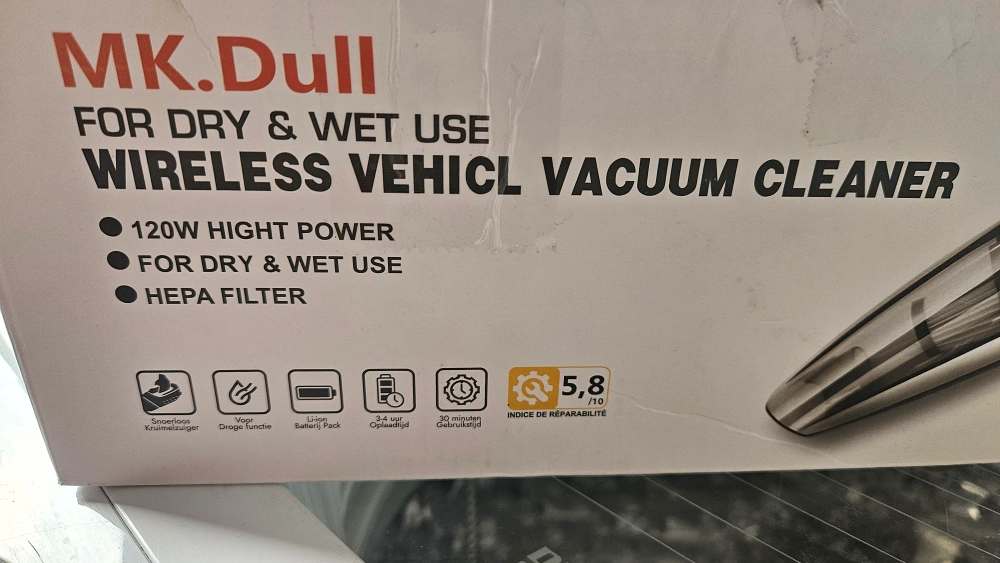 MK.Dull
FOR DRY & WET USE
WIRELESS VEHICL VACUUM CLEANER
120W HIGHT POWER
FOR DRY & WET USE
HEPA FILTER
Snoerloos
Kruimelzuiger
Voor
Droge functie
Li-ion
Batterij Pack
3-4 uur
Oplaadtijd
30 minuten
Gebruikstijd
5,8
/10
INDICE DE RÉPARABILITÉ